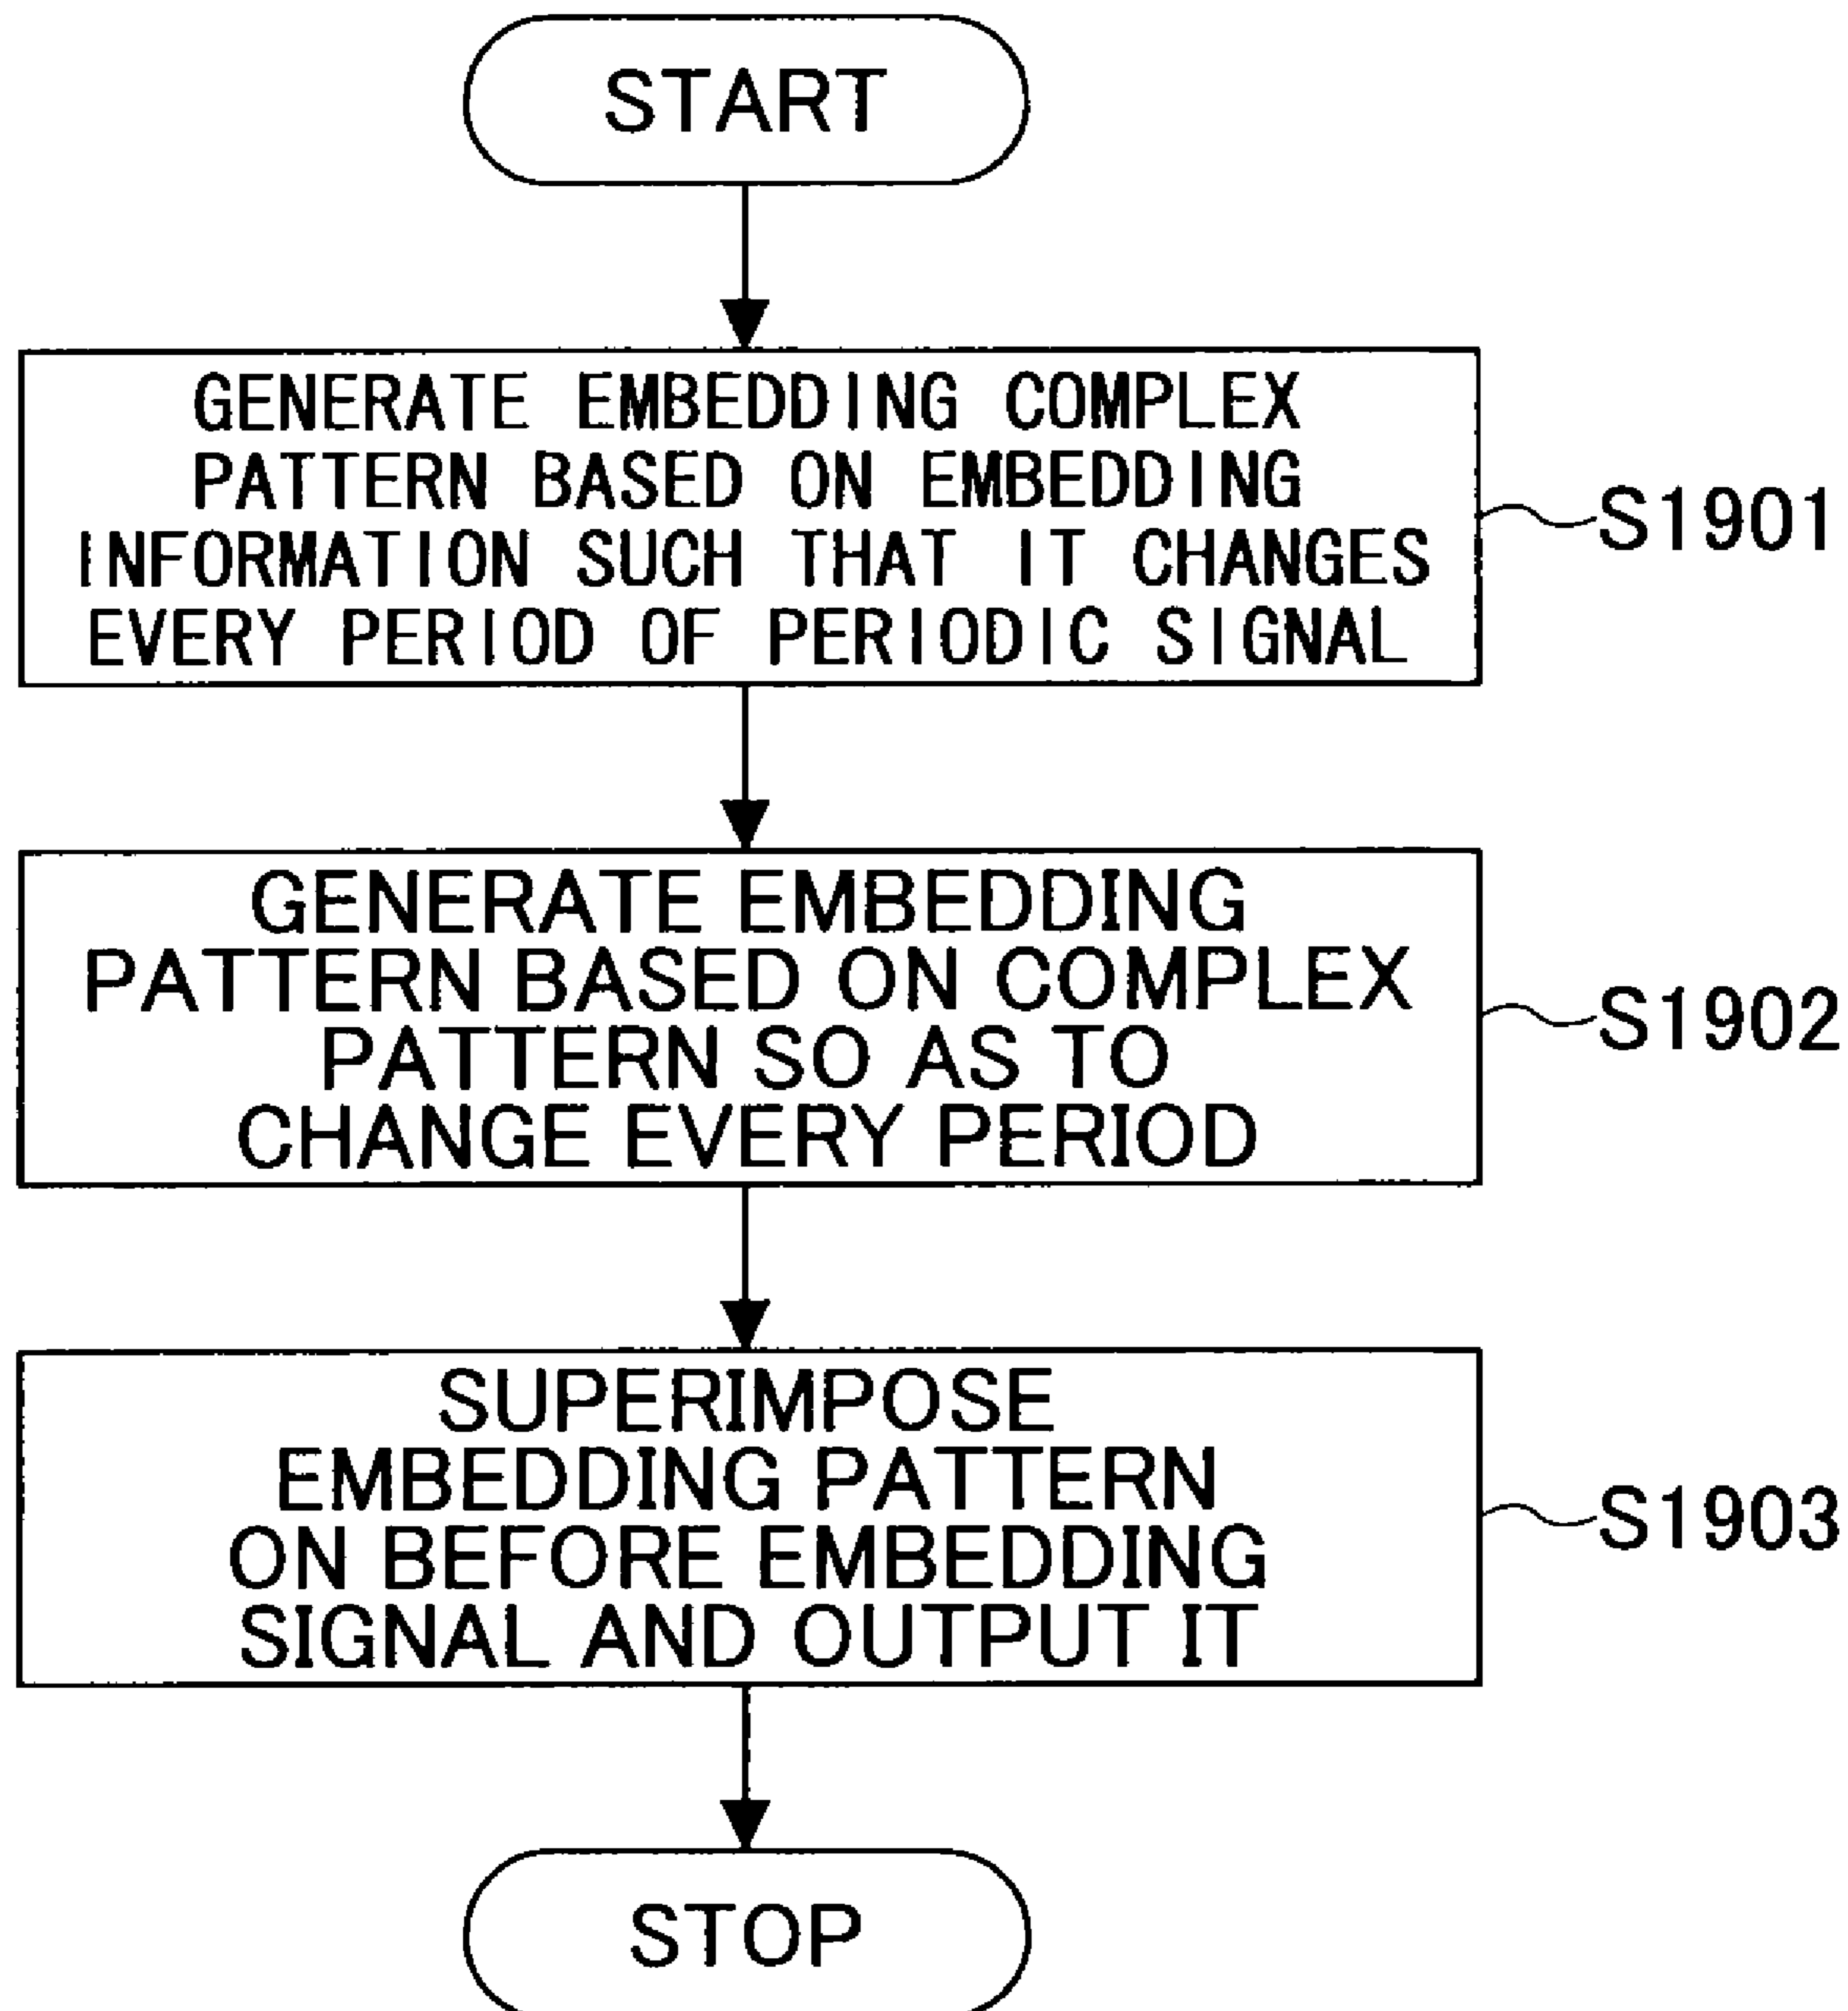 START
GENERATE EMBEDDING COMPLEX
PATTERN BASED ON EMBEDDING
INFORMATION SUCH THAT IT CHANGES
EVERY PERIOD OF PERIODIC SIGNAL
S1901
GENERATE EMBEDDING
PATTERN BASED ON COMPLEX
PATTERN SO AS TO
CHANGE EVERY PERIOD
S1902
SUPERIMPOSE
EMBEDDING PATTERN
ON BEFORE EMBEDDING
SIGNAL AND OUTPUT IT
S1903
STOP